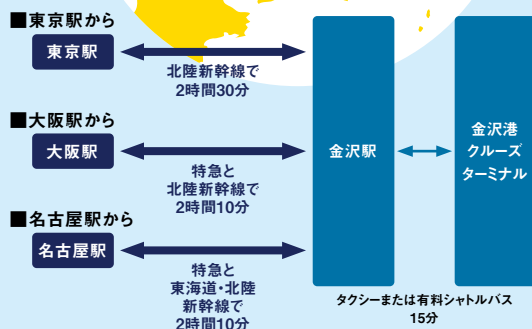 ■東京駅から
東京駅
北陸新幹線で
2時間30分
■大阪駅から
大阪駅
特急と
北陸新幹線で
2時間10分
■名古屋駅から
名古屋駅
特急と
東海道・北陸
新幹線で
2時間10分
金沢駅
金沢港
クルーズ
ターミナル
タクシーまたは有料シャトルバス
15分